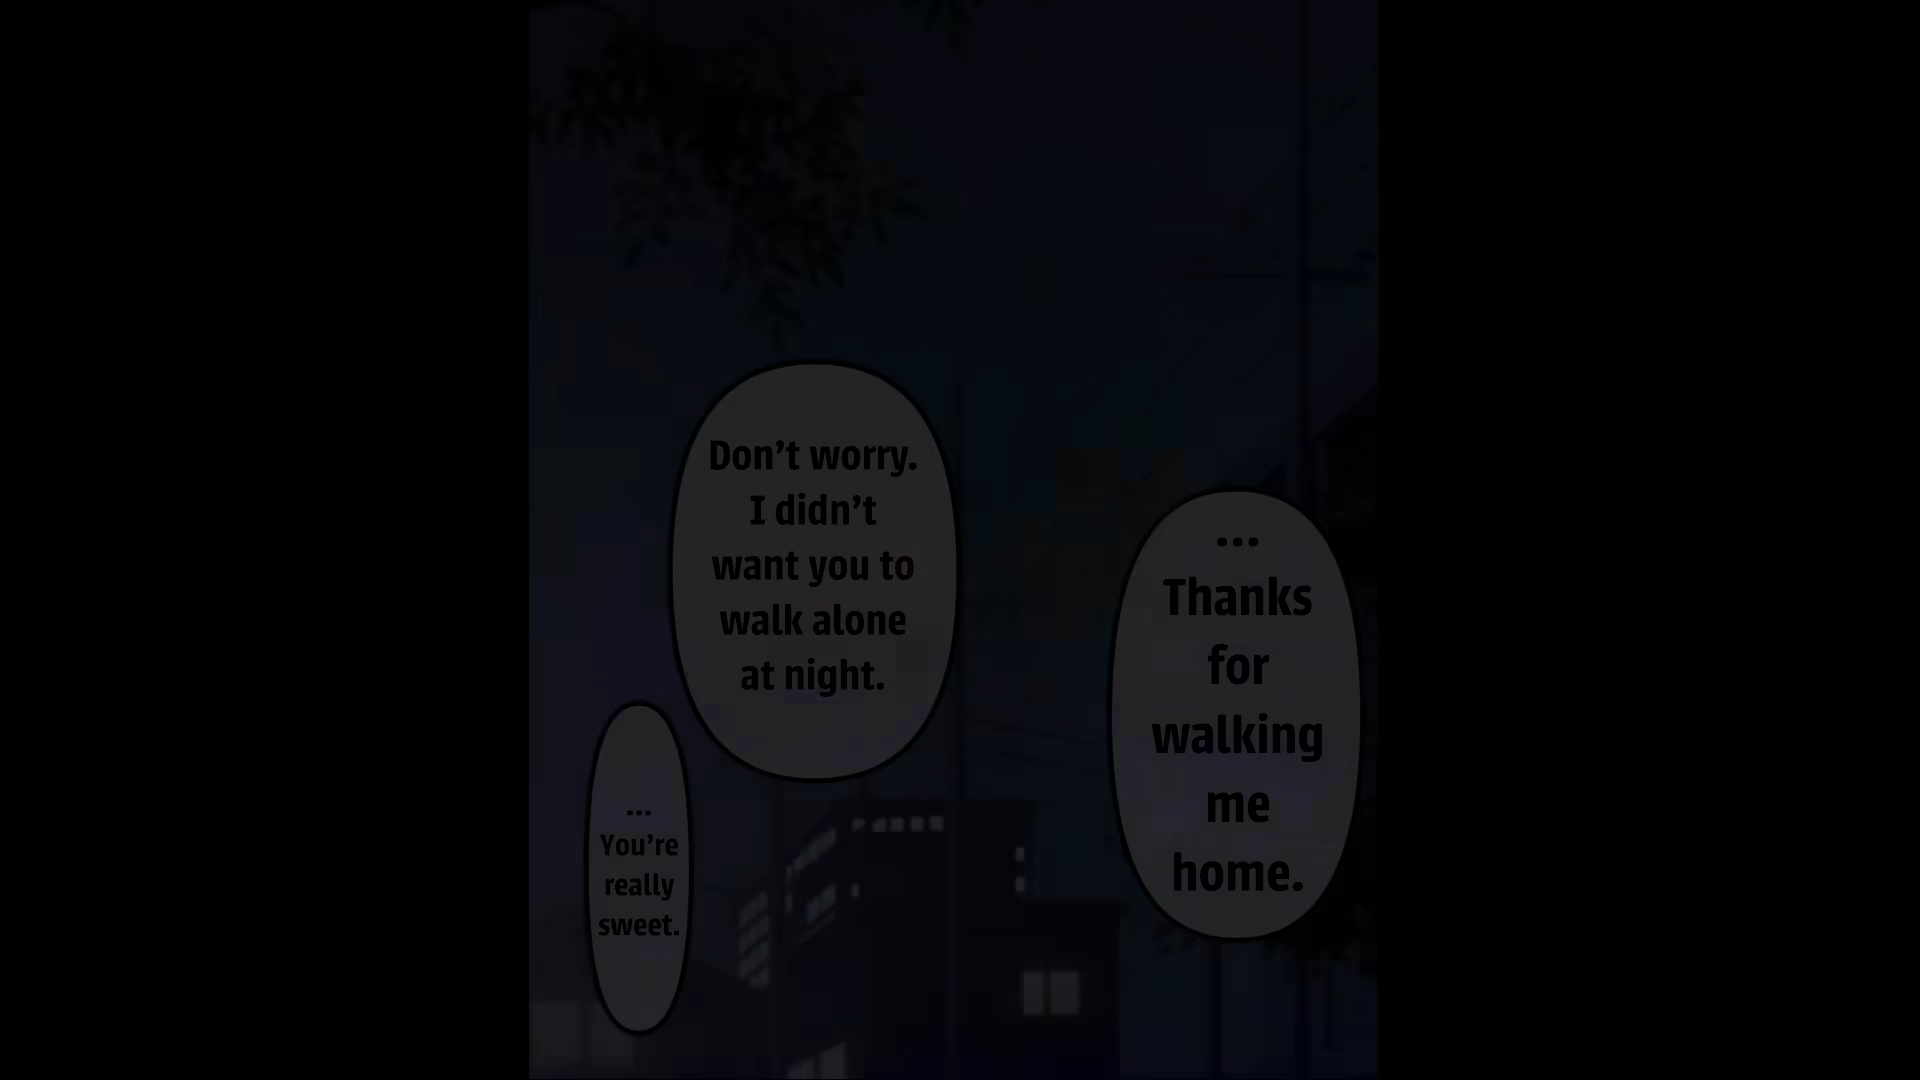 ...
Thanks
for
walking
me
home.
Don't worry.
I didn't
want you to
walk alone
at night.
...
You're
really
sweet.